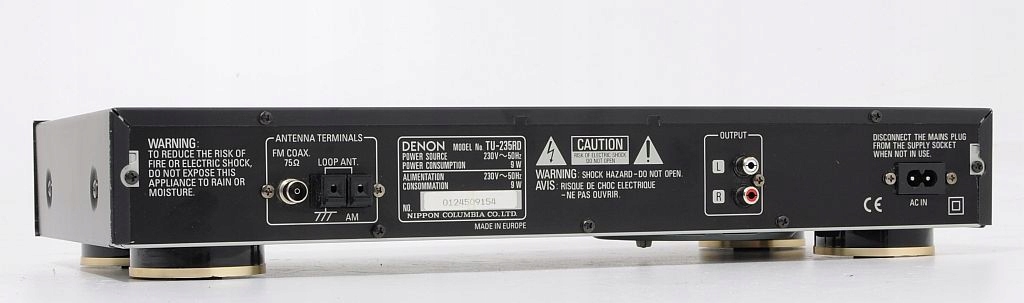 WARNING:
TO REDUCE THE RISK OF
FIRE OR ELECTRIC SHOCK,
DO NOT EXPOSE THIS
APPLIANCE TO RAIN OR
MOISTURE.
ANTENNA TERMINALS
FM COAX.
75Ω
LOOP ANT.
AM
DENON MODEL No. TU-235RD
POWER SOURCE 230V~50Hz
POWER CONSUMPTION 9 W
ALIMENTATION 230V~50Hz
CONSOMMATION 9 W
NO. 0124509154
NIPPON COLUMBIA CO. LTD.
MADE IN EUROPE
CAUTION
RISK OF ELECTRIC SHOCK
DO NOT OPEN
WARNING: SHOCK HAZARD-DO NOT OPEN.
AVIS: RISQUE DE CHOC ELECTRIQUE
-NE PAS OUVRIR.
OUTPUT
L
R
DISCONNECT THE MAINS PLUG
FROM THE SUPPLY SOCKET
WHEN NOT IN USE.
CE
AC IN